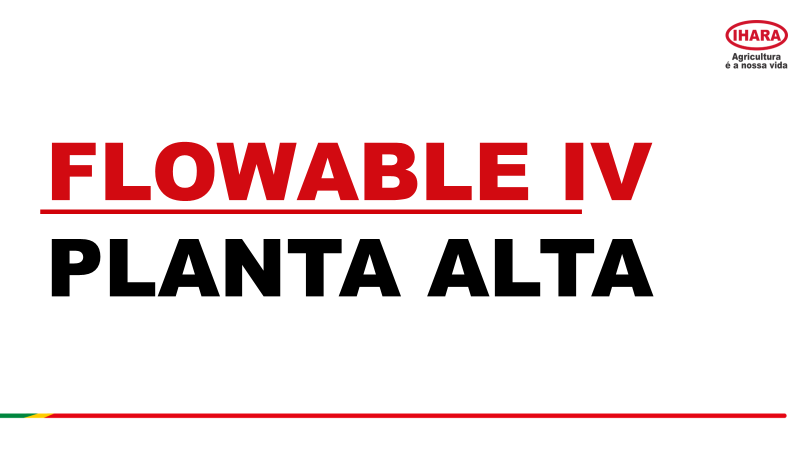 IHARA
Agricultura
é a nossa vida
FLOWABLE IV
PLANTA ALTA